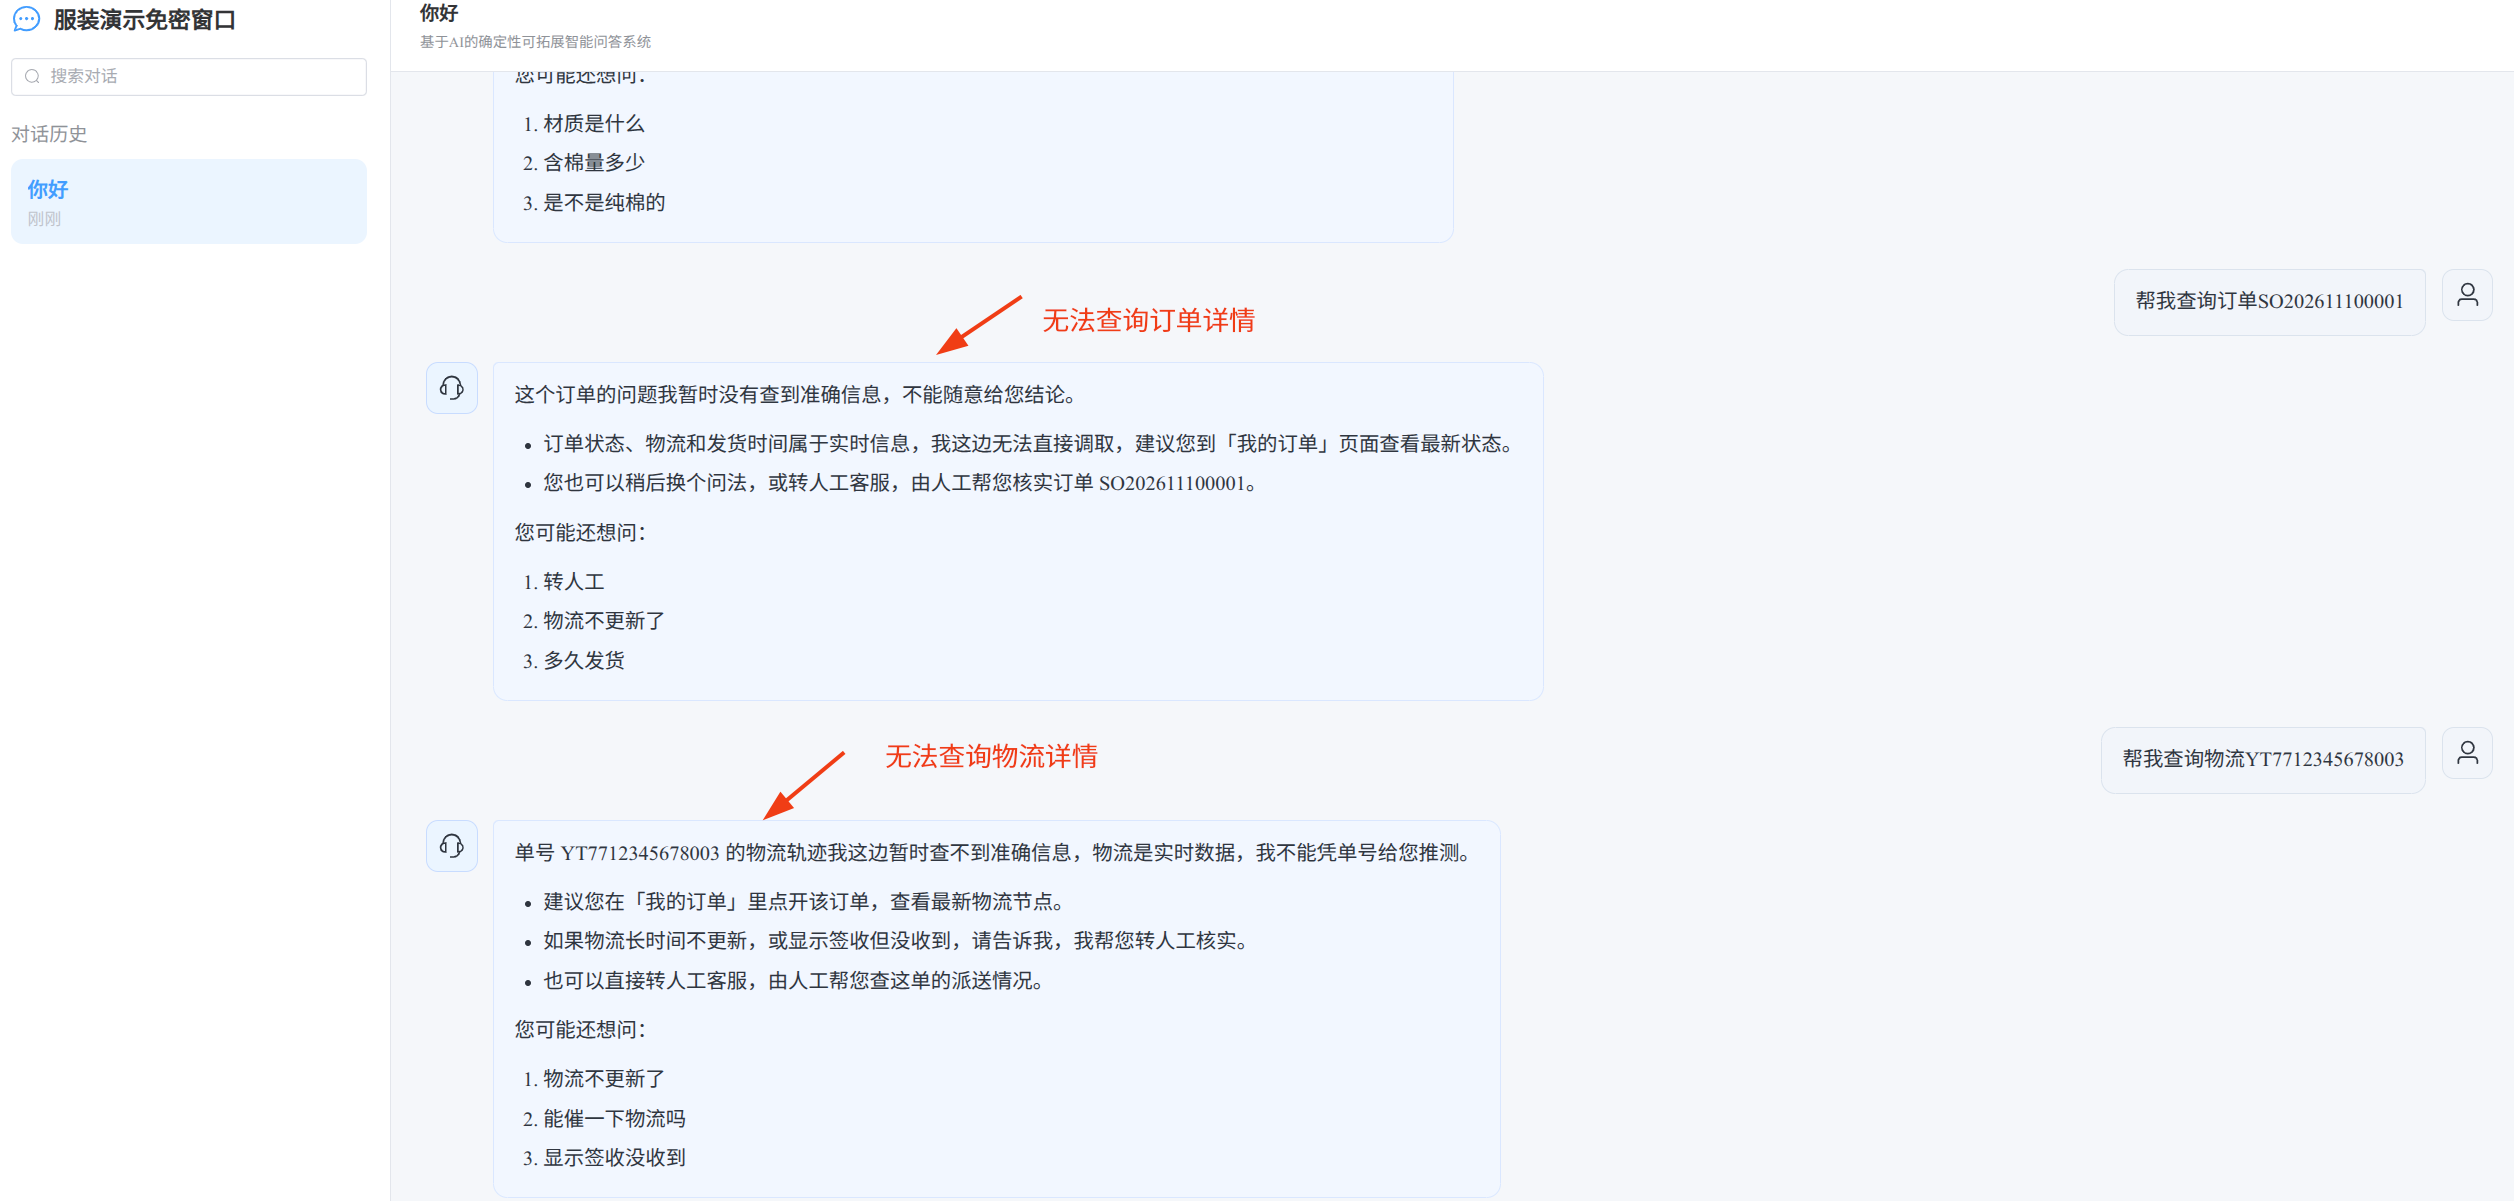 服装演示免密窗口
搜索对话
对话历史
你好
刚刚
你好
基于AI的确定性可拓展智能问答系统
您可能还想问：
1. 材质是什么
2. 含棉量多少
3. 是不是纯棉的
帮我查询订单SO202611100001
无法查询订单详情
这个订单的问题我暂时没有查到准确信息，不能随意给您结论。
• 订单状态、物流和发货时间属于实时信息，我这边无法直接调取，建议您到「我的订单」页面查看最新状态。
• 您也可以稍后换个问法，或转人工客服，由人工帮您核实订单 SO202611100001。
您可能还想问：
1. 转人工
2. 物流不更新了
3. 多久发货
帮我查询物流YT7712345678003
无法查询物流详情
单号 YT7712345678003 的物流轨迹我这边暂时查不到准确信息，物流是实时数据，我不能凭单号给您推测。
• 建议您在「我的订单」里点开该订单，查看最新物流节点。
• 如果物流长时间不更新，或显示签收但没收到，请告诉我，我帮您转人工核实。
• 也可以直接转人工客服，由人工帮您查这单的派送情况。
您可能还想问：
1. 物流不更新了
2. 能催一下物流吗
3. 显示签收没收到